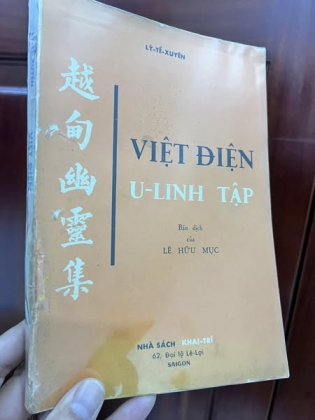 LÝ-TẾ-XUYÊN
越甸幽靈集
VIỆT ĐIỆN
U-LINH TẬP
Bản dịch
của
LÊ HỮU MỤC
NHÀ SÁCH KHAI-TRÍ
62, Đại lộ Lê-Lợi
SAIGON